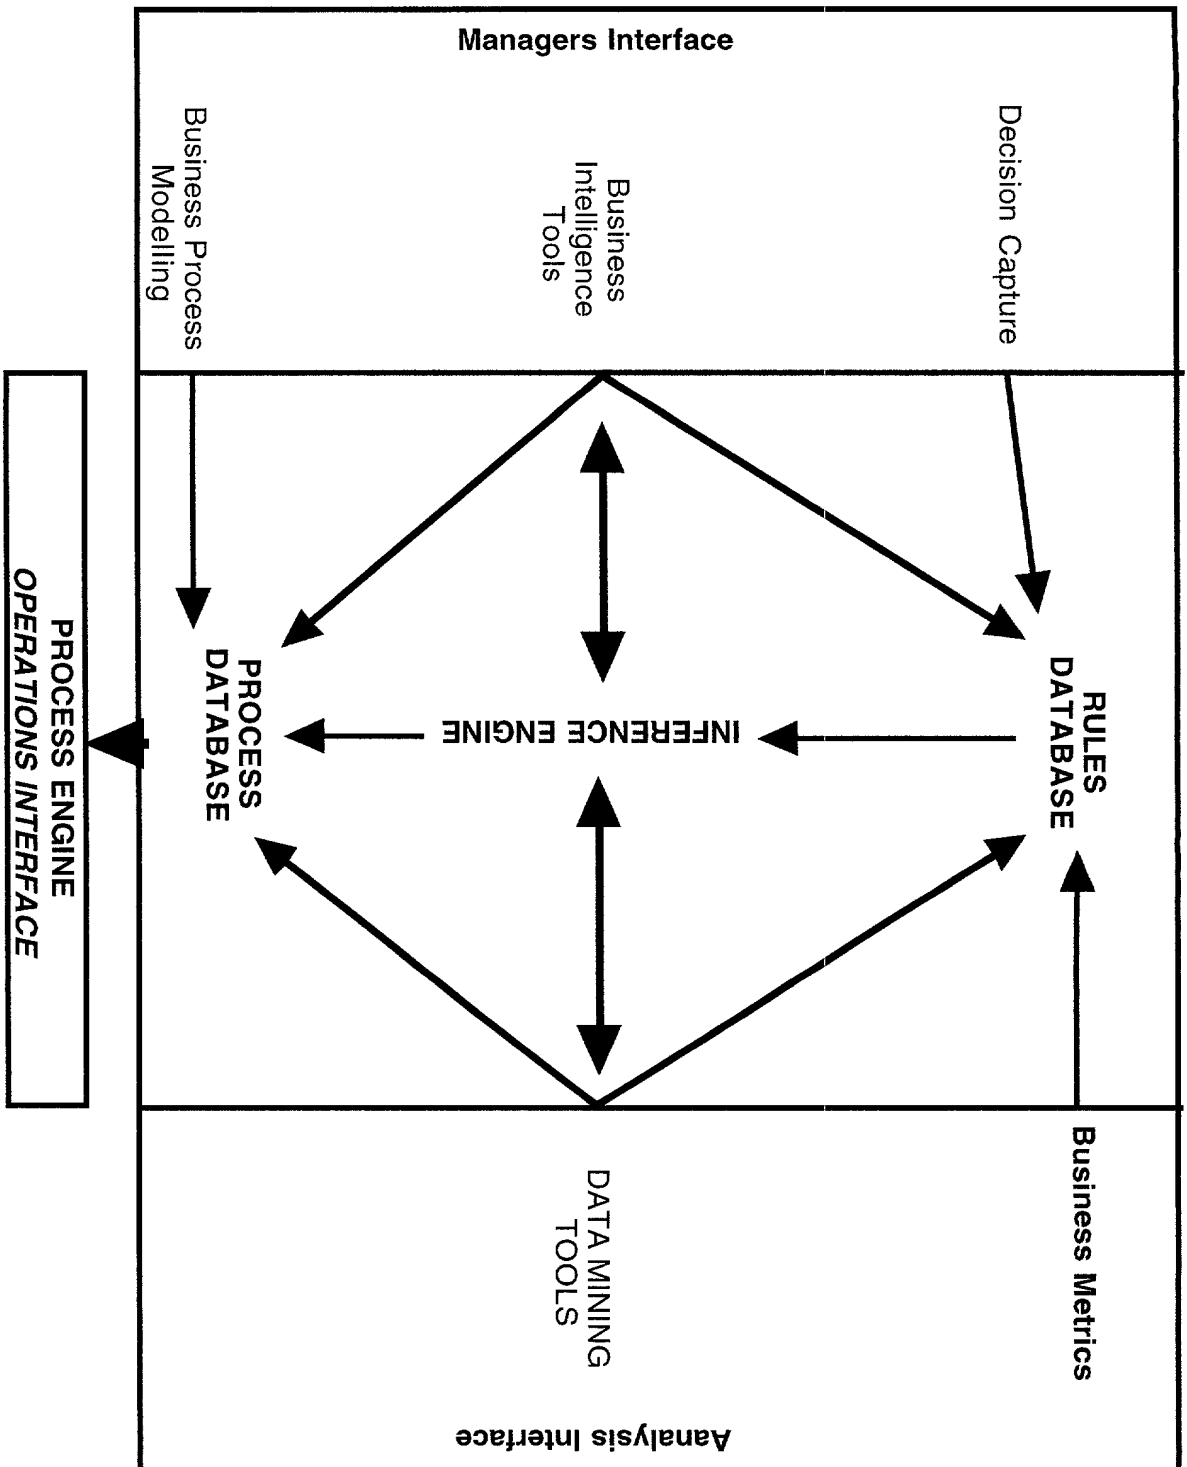 Managers Interface
Decision Capture
Business
Intelligence
Tools
Business Process
Modelling
RULES
DATABASE
INFERENCE ENGINE
PROCESS
DATABASE
PROCESS ENGINE
OPERATIONS INTERFACE
Business Metrics
DATA MINING
TOOLS
Aanalysis Interface